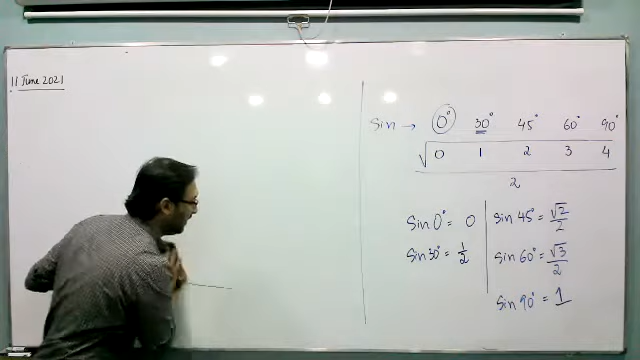 11 June 2021
Sin → 0° 30° 45° 60° 90°
√ 0 1 2 3 4
2
Sin 0° = 0
Sin 30° = 1/2
Sin 45° = √2/2
Sin 60° = √3/2
Sin 90° = 1